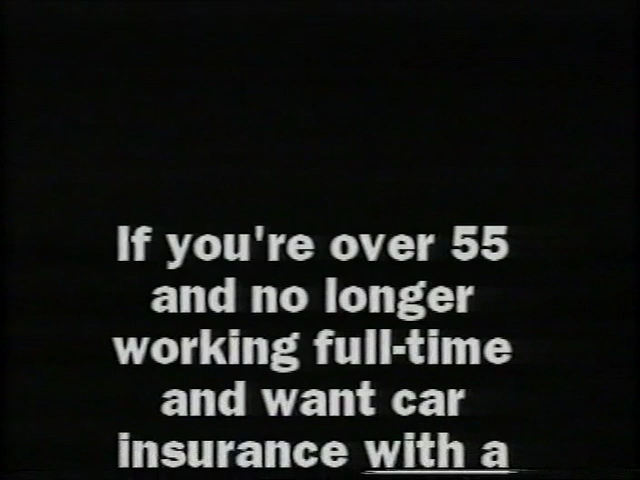 If you're over 55
and no longer
working full-time
and want car
insurance with a